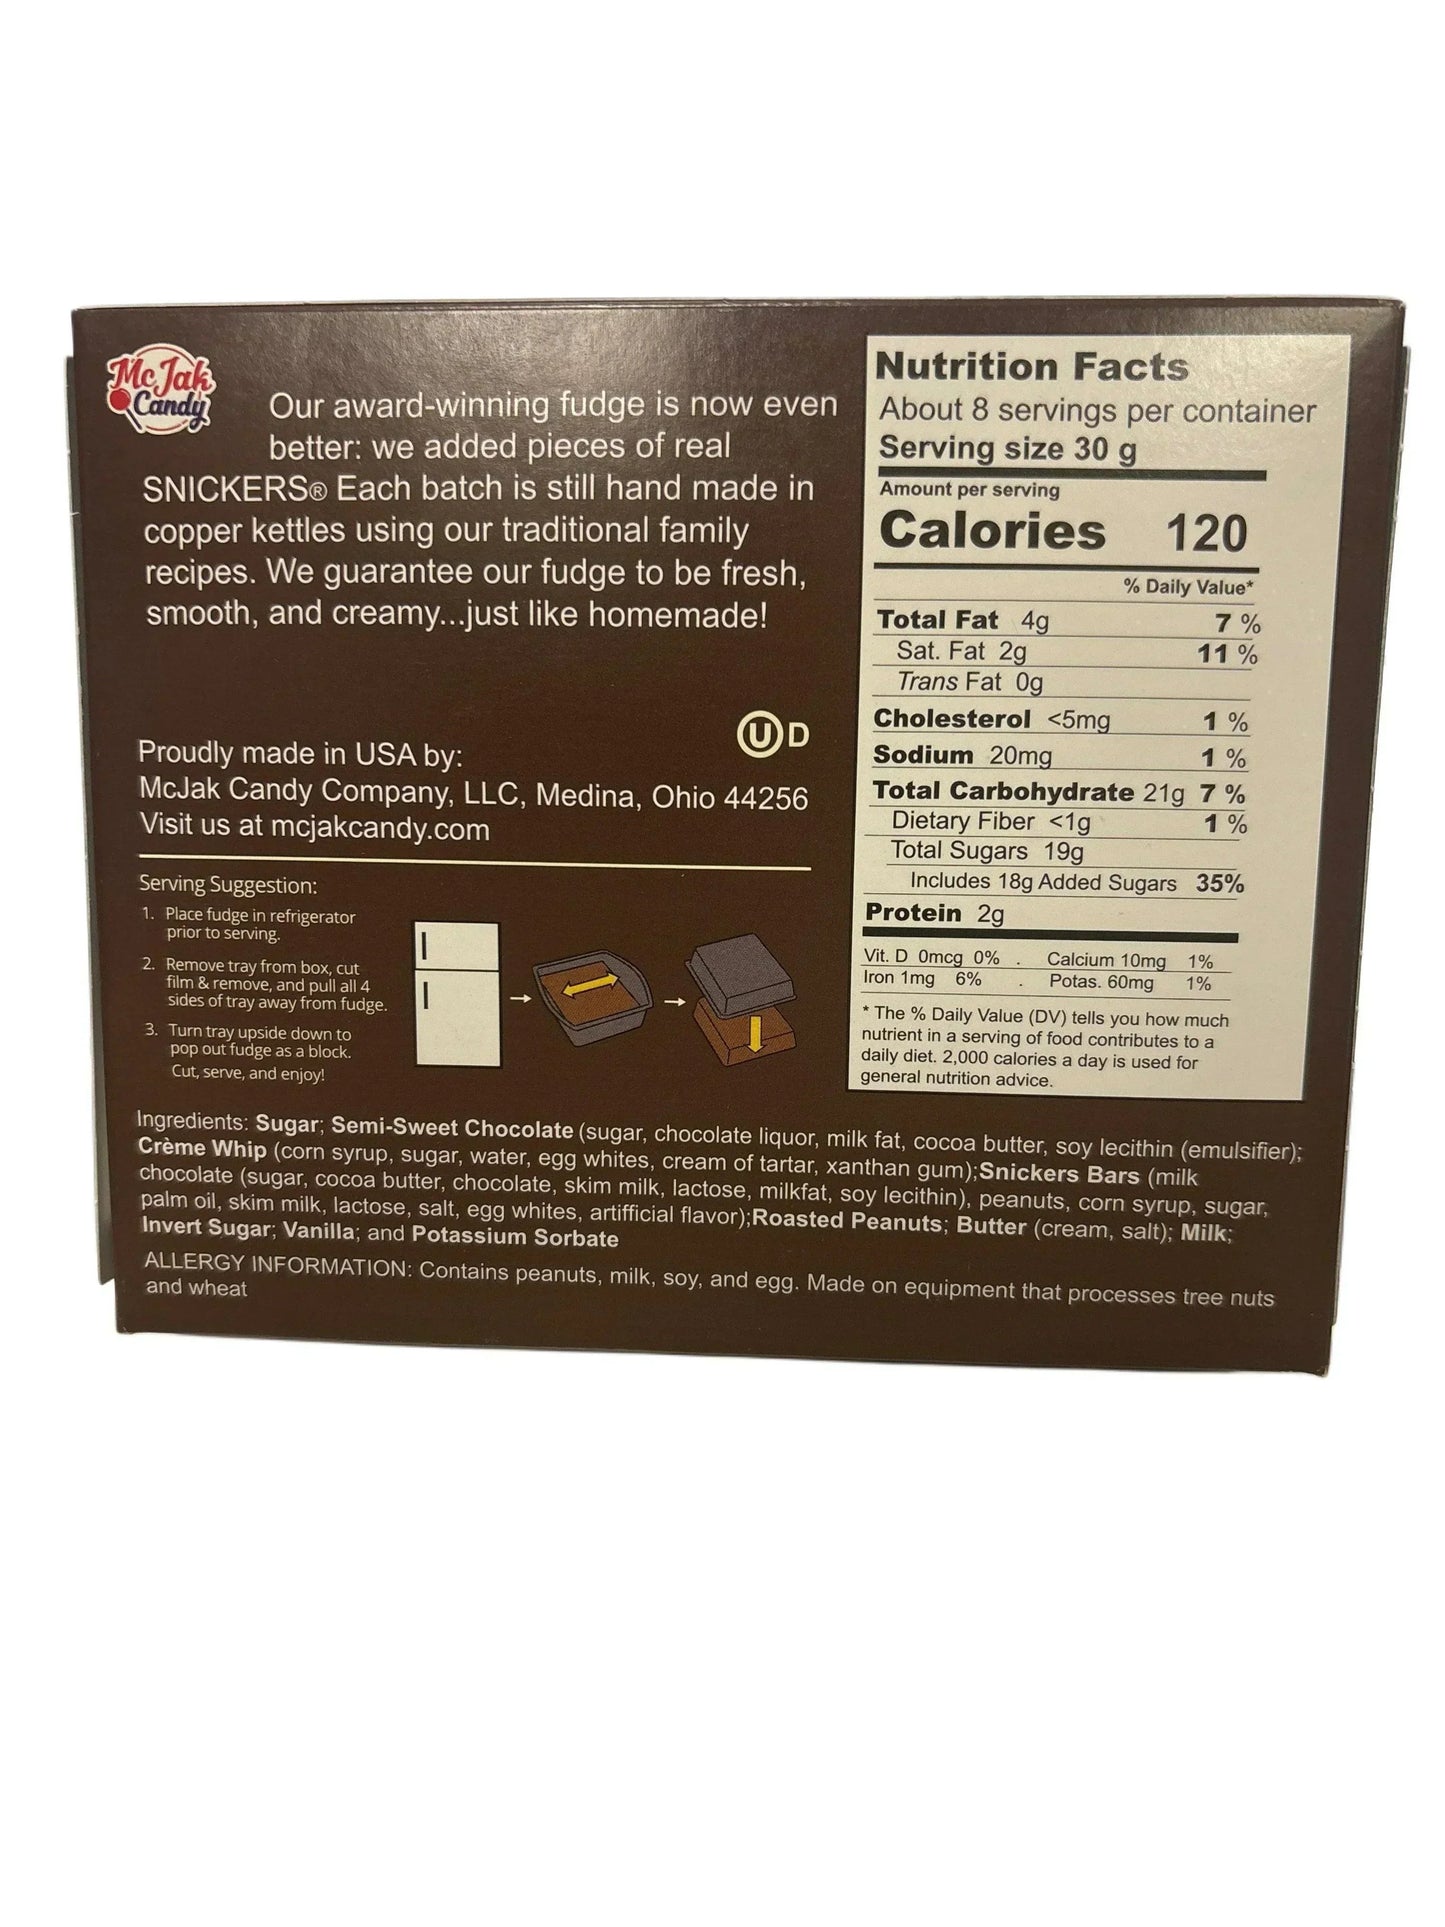 Mc Jak
Candy
Our award-winning fudge is now even
better: we added pieces of real
SNICKERS® Each batch is still hand made in
copper kettles using our traditional family
recipes. We guarantee our fudge to be fresh,
smooth, and creamy...just like homemade!
U D
Proudly made in USA by:
McJak Candy Company, LLC, Medina, Ohio 44256
Visit us at mcjakcandy.com
Serving Suggestion:
1. Place fudge in refrigerator
prior to serving.
2. Remove tray from box, cut
film & remove, and pull all 4
sides of tray away from fudge.
3. Turn tray upside down to
pop out fudge as a block.
Cut, serve, and enjoy!
Nutrition Facts
About 8 servings per container
Serving size 30 g
Amount per serving
Calories 120
% Daily Value*
Total Fat 4g 7 %
Sat. Fat 2g 11 %
Trans Fat 0g
Cholesterol <5mg 1 %
Sodium 20mg 1 %
Total Carbohydrate 21g 7 %
Dietary Fiber <1g 1 %
Total Sugars 19g
Includes 18g Added Sugars 35%
Protein 2g
Vit. D 0mcg 0% . Calcium 10mg 1%
Iron 1mg 6% . Potas. 60mg 1%
* The % Daily Value (DV) tells you how much
nutrient in a serving of food contributes to a
daily diet. 2,000 calories a day is used for
general nutrition advice.
Ingredients: Sugar; Semi-Sweet Chocolate (sugar, chocolate liquor, milk fat, cocoa butter, soy lecithin (emulsifier);
Crème Whip (corn syrup, sugar, water, egg whites, cream of tartar, xanthan gum);Snickers Bars (milk
chocolate (sugar, cocoa butter, chocolate, skim milk, lactose, milkfat, soy lecithin), peanuts, corn syrup, sugar,
palm oil, skim milk, lactose, salt, egg whites, artifficial flavor);Roasted Peanuts; Butter (cream, salt); Milk;
Invert Sugar; Vanilla; and Potassium Sorbate
ALLERGY INFORMATION: Contains peanuts, milk, soy, and egg. Made on equipment that processes tree nuts
and wheat